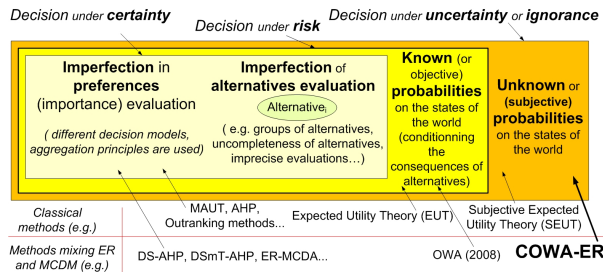 Decision under certainty
Decision under risk
Decision under uncertainty or ignorance
Imperfection in
preferences
(importance) evaluation
( different decision models,
aggregation principles are used)
Imperfection of
alternatives evaluation
Alternativei
( e.g. groups of alternatives,
uncompleteness of alternatives,
imprecise evaluations...)
Known (or
objective)
probabilities
on the states of
the world
(conditionning
the
consequences of
alternatives)
Unknown or
(subjective)
probabilities
on the states of
the world
Classical
methods (e.g.)
MAUT, AHP,
Outranking methods...
Expected Utility Theory (EUT)
Subjective Expected
Utility Theory (SEUT)
Methods mixing ER
and MCDM (e.g.)
DS-AHP, DSmT-AHP, ER-MCDA...
OWA (2008)
COWA-ER